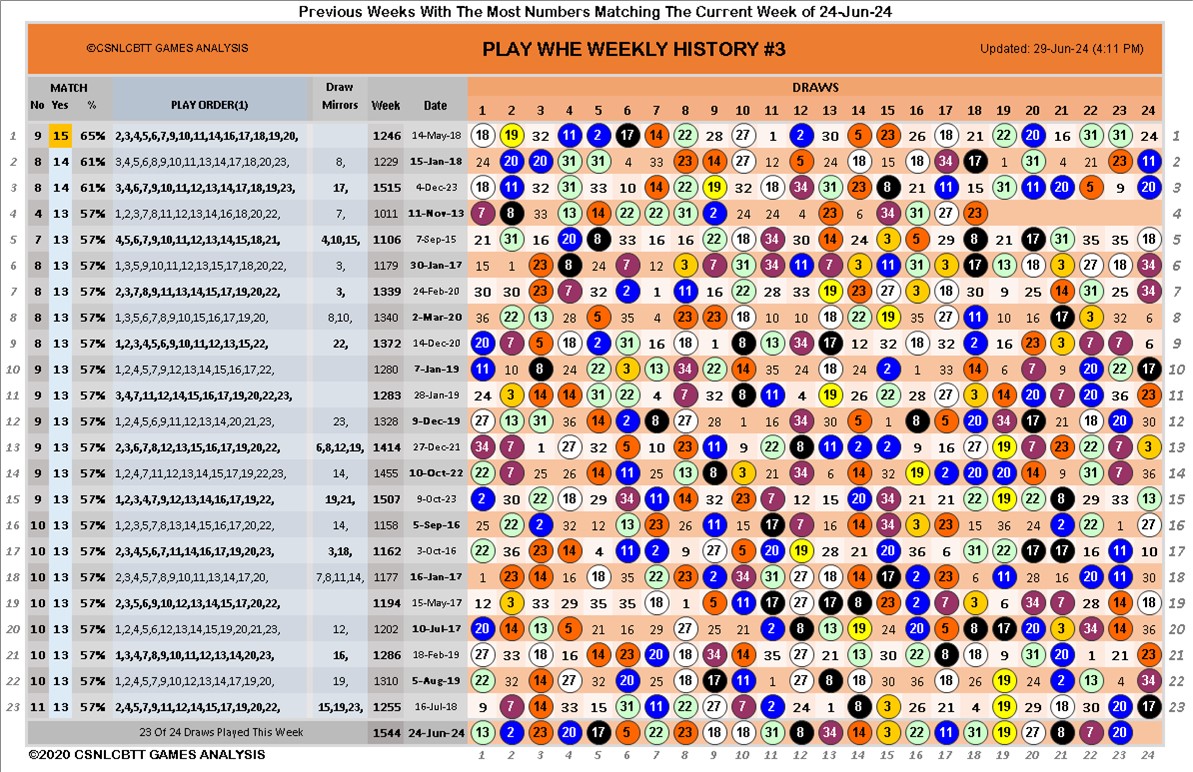 Previous Weeks With The Most Numbers Matching The Current Week of 24-Jun-24
©CSNLCBTT GAMES ANALYSIS PLAY WHE WEEKLY HISTORY #3 Updated: 29-Jun-24 (4:11 PM)
MATCH Draw DRAWS
No Yes % PLAY ORDER(1) Mirrors Week Date 1 2 3 4 5 6 7 8 9 10 11 12 13 14 15 16 17 18 19 20 21 22 23 24
1 9 15 65% 2,3,4,5,6,7,9,10,11,14,16,17,18,19,20, 1246 14-May-18 18 19 32 11 2 17 14 22 28 27 1 2 30 5 23 26 18 21 22 20 16 31 31 24 1
2 8 14 61% 3,4,5,6,8,9,10,11,13,14,17,18,20,23, 8, 1229 15-Jan-18 24 20 20 31 31 4 33 23 14 27 12 5 24 18 15 18 34 17 1 31 4 21 23 11 2
3 8 14 61% 3,4,6,7,9,10,11,12,13,14,17,18,19,23, 17, 1515 4-Dec-23 18 11 32 31 33 10 14 22 19 32 18 34 31 23 8 21 11 15 31 11 20 5 9 20 3
4 4 13 57% 1,2,3,7,8,11,12,13,14,16,18,20,22, 7, 1011 11-Nov-13 7 8 33 13 14 22 22 31 2 24 24 4 23 6 34 31 27 23 4
5 7 13 57% 4,5,6,7,9,10,11,12,13,14,15,18,21, 4,10,15, 1106 7-Sep-15 21 31 16 20 8 33 16 16 22 18 34 30 14 24 3 5 29 8 21 17 31 35 35 18 5
6 8 13 57% 1,3,5,9,10,11,12,13,15,17,18,20,22, 3, 1179 30-Jan-17 15 1 23 8 24 7 12 3 7 31 34 11 7 3 11 31 3 17 13 18 3 27 18 34 6
7 8 13 57% 2,3,7,8,9,11,13,14,15,17,19,20,22, 3, 1339 24-Feb-20 30 30 23 7 32 2 1 11 16 22 28 33 19 23 27 3 18 30 9 25 14 31 25 34 7
8 8 13 57% 1,3,5,6,7,8,9,10,15,17,19,20, 8,10, 1340 2-Mar-20 36 22 13 28 5 35 4 23 23 18 10 10 18 22 19 35 27 11 10 21 17 3 32 6 8
9 8 13 57% 1,2,3,4,5,6,9,10,11,12,13,15,22, 22, 1372 14-Dec-20 20 7 5 18 2 31 16 18 1 8 13 34 17 12 32 18 32 2 16 23 3 7 7 6 9
10 9 13 57% 1,2,4,5,7,9,12,14,15,16,17,22, 1280 7-Jan-19 11 10 8 24 22 3 13 34 22 14 35 24 18 24 2 1 33 14 6 7 9 20 22 17 10
11 9 13 57% 3,4,7,11,12,14,15,16,17,19,20,22,23, 1283 28-Jan-19 24 3 14 14 31 22 4 7 32 8 11 4 19 26 22 28 27 3 14 20 7 20 36 23 11
12 9 13 57% 1,2,4,5,6,9,11,12,13,14,20,21,23, 23, 1328 9-Dec-19 27 13 31 36 14 2 8 27 28 1 16 34 30 5 1 8 5 20 34 17 21 18 20 31 12
13 9 13 57% 2,3,6,7,8,12,13,15,16,17,19,20,22, 6,8,12,19, 1414 27-Dec-21 34 7 1 27 32 5 10 23 11 9 22 8 11 2 2 9 16 27 19 7 23 22 7 3 13
14 9 13 57% 1,2,4,7,11,12,13,14,15,17,19,22,23, 14, 1455 10-Oct-22 22 7 25 26 14 11 25 13 8 3 21 34 6 14 32 19 2 20 20 14 9 31 7 36 14
15 9 13 57% 1,2,3,4,7,8,12,13,14,15,17,19,22, 19,21, 1507 9-Oct-23 2 30 22 18 29 34 11 14 32 23 7 12 15 20 34 21 21 22 19 22 8 29 33 13 15
16 10 13 57% 1,2,3,5,7,8,13,14,15,16,17,20,22, 14, 1158 5-Sep-16 25 22 2 32 12 13 23 26 11 15 17 7 16 14 34 3 23 15 36 24 2 22 1 27 16
17 10 13 57% 2,3,4,5,6,7,11,14,16,17,19,20,23, 3,18, 1162 3-Oct-16 22 36 23 14 4 11 2 9 27 5 20 19 28 21 20 36 6 31 22 17 17 16 11 10 17
18 10 13 57% 2,3,4,5,7,8,9,10,11,13,14,17,20, 7,8,11,14, 1177 16-Jan-17 1 23 14 16 18 35 22 23 2 34 31 27 18 14 17 2 23 6 11 28 16 20 11 30 18
19 10 13 57% 2,3,5,6,9,10,12,13,14,15,17,20,22, 1194 15-May-17 12 3 33 29 35 35 18 1 5 11 17 27 17 8 23 2 7 3 6 34 7 28 14 18 19
20 10 13 57% 1,2,4,5,6,12,13,14,15,19,20,21,23, 12, 1202 10-Jul-17 20 14 13 5 21 16 29 27 25 21 2 8 13 19 24 20 5 8 17 20 3 34 14 36 20
21 10 13 57% 1,3,4,7,8,9,10,11,12,13,14,20,23 16, 1286 18-Feb-19 27 33 18 16 14 23 20 18 34 14 35 27 21 13 30 22 8 18 9 31 20 1 21 23 21
22 10 13 57% 1,2,4,5,7,9,10,11,12,15,17,19,20, 19, 1310 5-Aug-19 22 32 14 27 32 20 25 18 17 11 1 27 8 18 30 36 18 26 19 24 2 13 4 34 22
23 11 13 57% 2,4,5,7,9,11,12,14,15,17,19,20,22, 15,19,23, 1255 16-Jul-18 9 7 14 33 15 31 11 22 27 7 2 24 1 8 3 26 21 4 19 29 18 30 20 17 23
23 Of 24 Draws Played This Week 1544 24-Jun-24 13 2 23 20 17 5 22 23 18 18 31 8 34 14 3 22 11 31 19 27 8 7 20
©2020 CSNLCBTT GAMES ANALYSIS 1 2 3 4 5 6 7 8 9 10 11 12 13 14 15 16 17 18 19 20 21 22 23 24